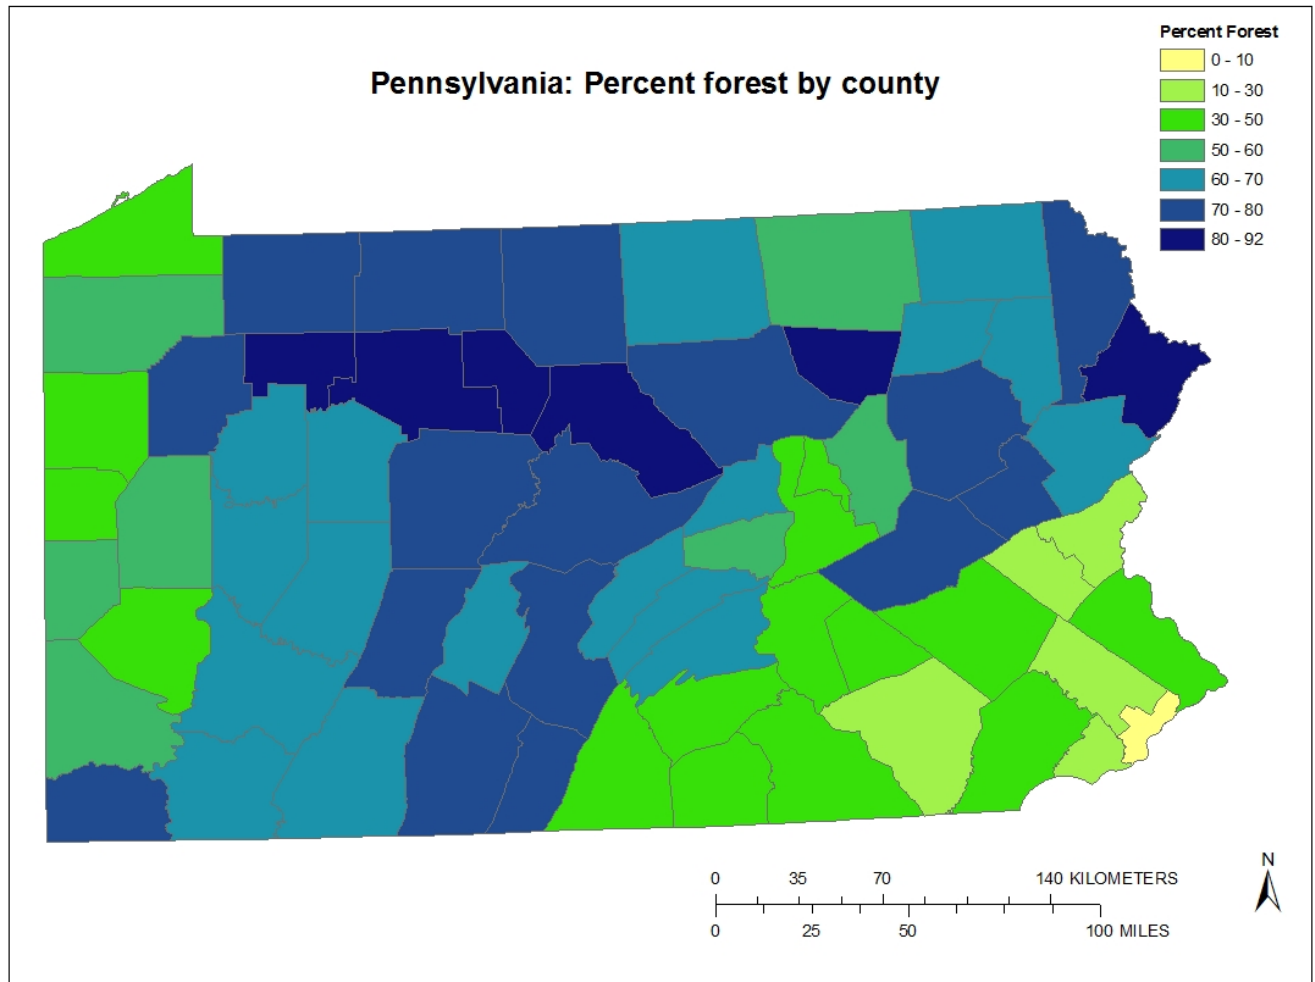 Percent Forest
0 - 10
10 - 30
30 - 50
50 - 60
60 - 70
70 - 80
80 - 92
Pennsylvania: Percent forest by county
0 35 70 140 KILOMETERS
0 25 50 100 MILES
N